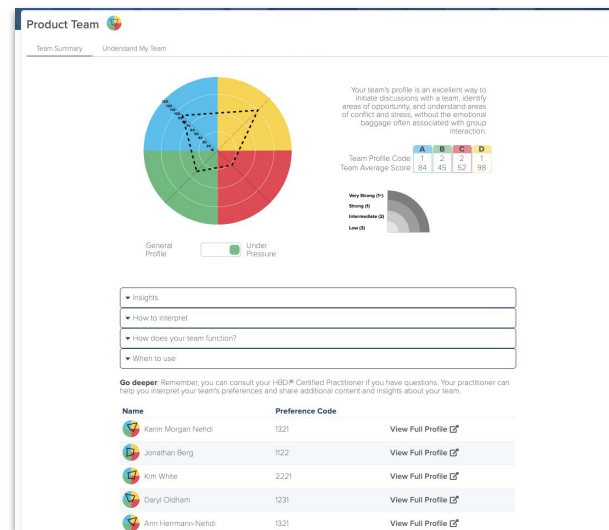 Product Team
Team Summary Understand My Team
Your team's profile is an excellent way to
initiate discussions with a team, identify
areas of opportunity, and understand areas
of conflict and stress, without the emotional
baggage often associated with group
interaction.
A B C D
Team Profile Code 1 2 2 1
Team Average Score 84 45 52 98
Very Strong (1+)
Strong (1)
Intermediate (2)
Low (3)
General
Profile
Under
Pressure
Insights
How to interpret
How does your team function?
When to use
Go deeper: Remember, you can consult your HBDI® Certified Practitioner if you have questions. Your practitioner can
help you interpret your team's preferences and share additional content and insights about your team.
Name Preference Code
Karim Morgan Nehdi 1321 View Full Profile
Jonathan Berg 1122 View Full Profile
Kim White 2221 View Full Profile
Daryl Oldham 1231 View Full Profile
Ann Herrmann-Nehdi 1321 View Full Profile